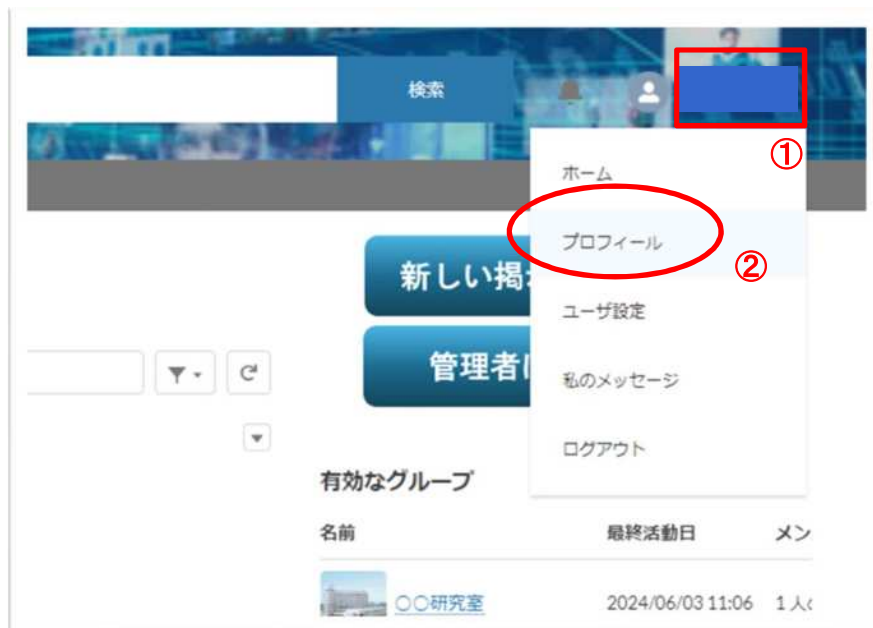 検索
①
ホーム
プロフィール
②
新しい掲
ユーザ設定
管理者
私のメッセージ
ログアウト
有効なグループ
名前 最終活動日 メン
〇〇研究室 2024/06/03 11:06 1人